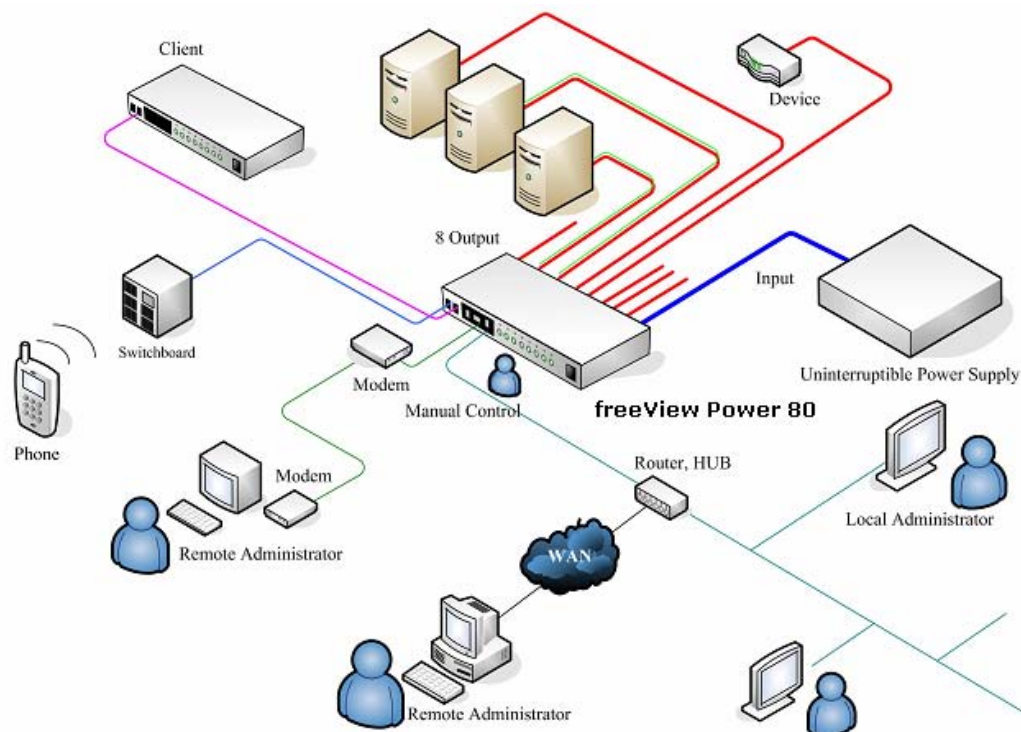 Client
Device
8 Output
Input
Switchboard
Modem
Uninterruptible Power Supply
Manual Control
freeView Power 80
Phone
Modem
Router, HUB
Local Administrator
Remote Administrator
WAN
Remote Administrator